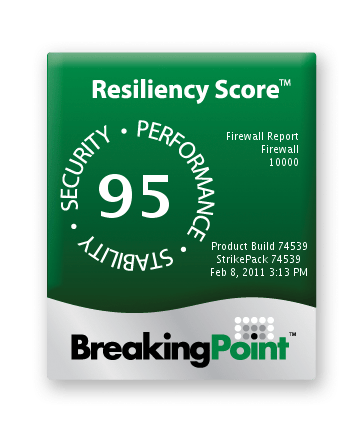 Resiliency Score™
SECURITY • PERFORMANCE • STABILITY •
95
Firewall Report
Firewall
10000
Product Build 74539
StrikePack 74539
Feb 8, 2011 3:13 PM
BreakingPoint™